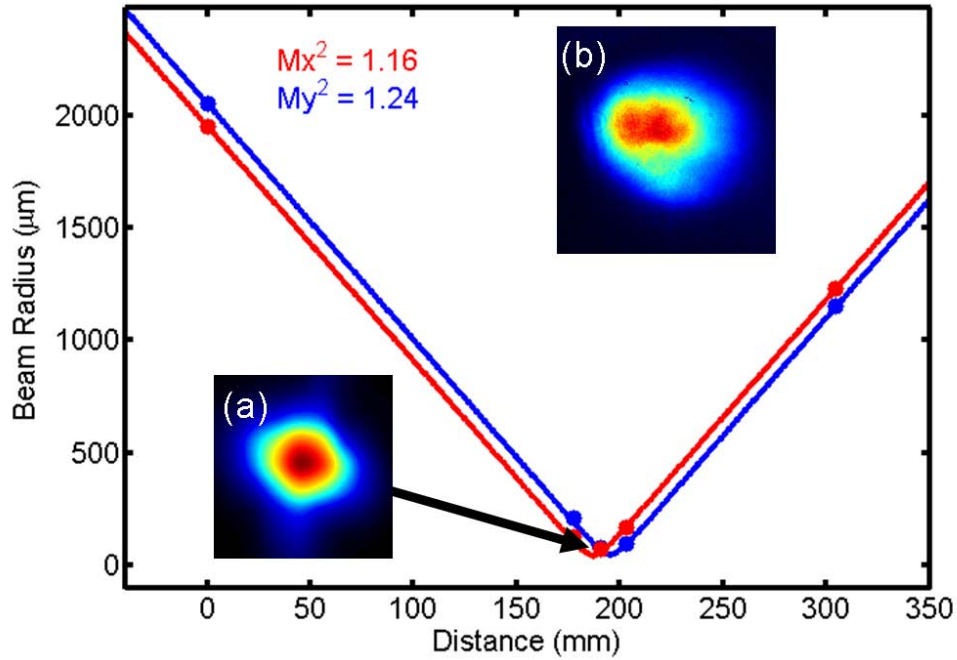 Mx² = 1.16
My² = 1.24
(b)
(a)
Beam Radius (μm)
2000
1500
1000
500
0
0 50 100 150 200 250 300 350
Distance (mm)